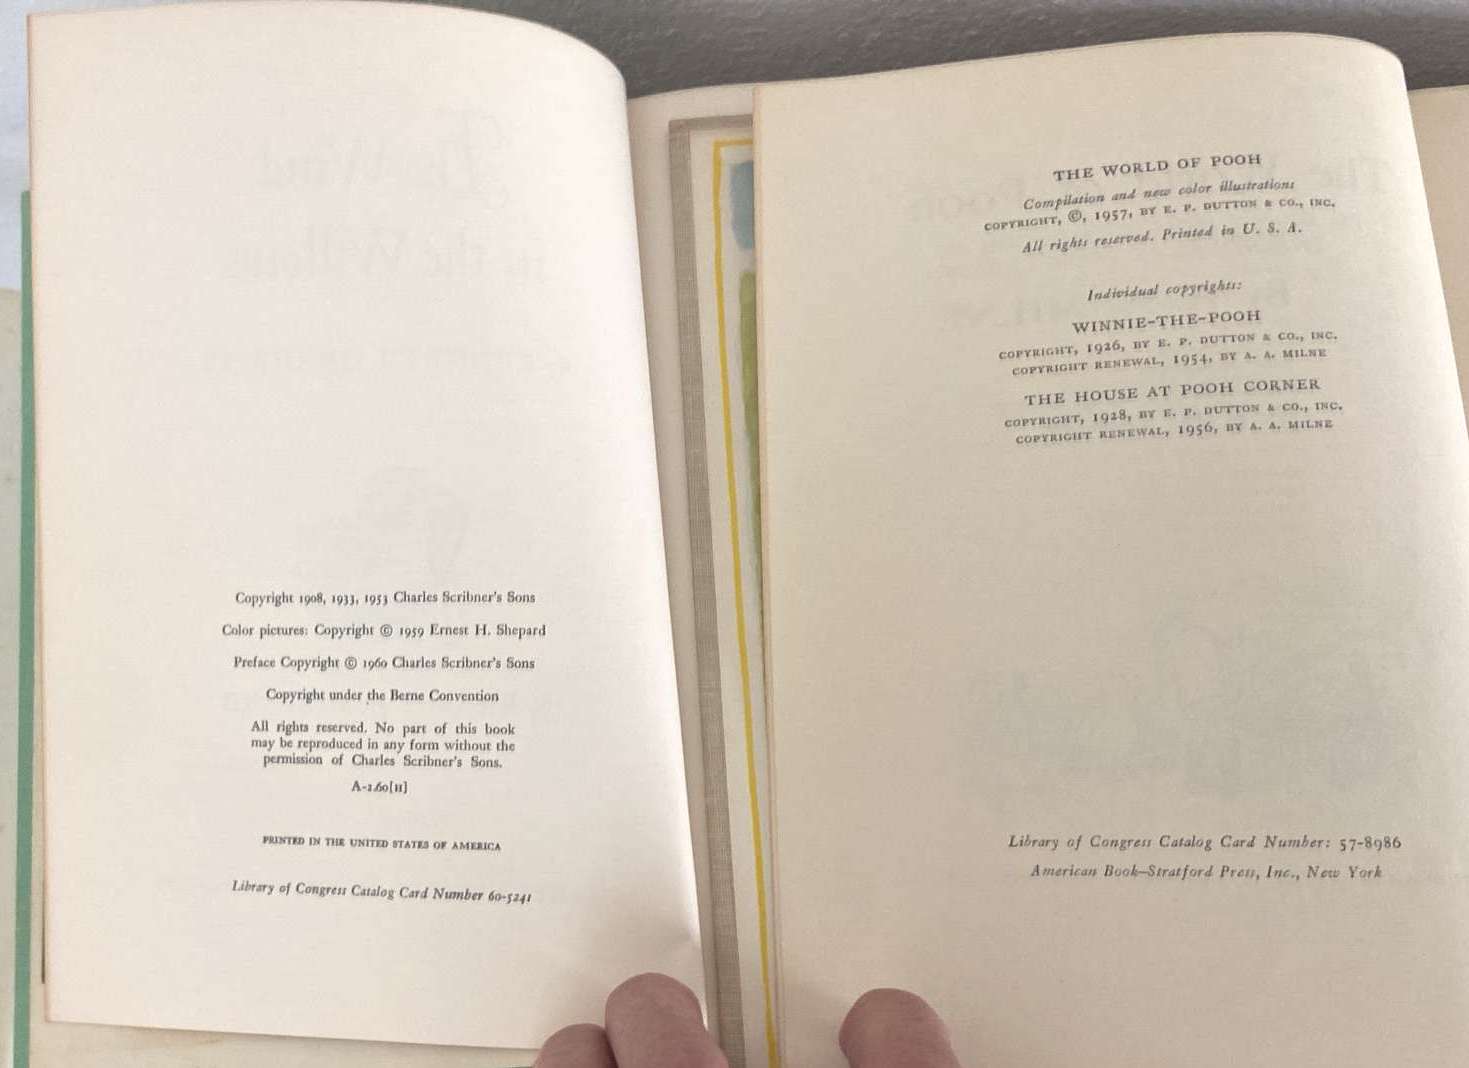 Copyright 1908, 1933, 1953 Charles Scribner's Sons
Color pictures: Copyright © 1959 Ernest H. Shepard
Preface Copyright © 1960 Charles Scribner's Sons
Copyright under the Berne Convention
All rights reserved. No part of this book
may be reproduced in any form without the
permission of Charles Scribner's Sons.
A-2.60[H]
PRINTED IN THE UNITED STATES OF AMERICA
Library of Congress Catalog Card Number 60-5241
THE WORLD OF POOH
Compilation and new color illustrations
COPYRIGHT, ©, 1957, BY E. P. DUTTON & CO., INC.
All rights reserved. Printed in U. S. A.
Individual copyrights:
WINNIE-THE-POOH
COPYRIGHT, 1926, BY E. P. DUTTON & CO., INC.
COPYRIGHT RENEWAL, 1954, BY A. A. MILNE
THE HOUSE AT POOH CORNER
COPYRIGHT, 1928, BY E. P. DUTTON & CO., INC.
COPYRIGHT RENEWAL, 1956, BY A. A. MILNE
Library of Congress Catalog Card Number: 57-8986
American Book—Stratford Press, Inc., New York